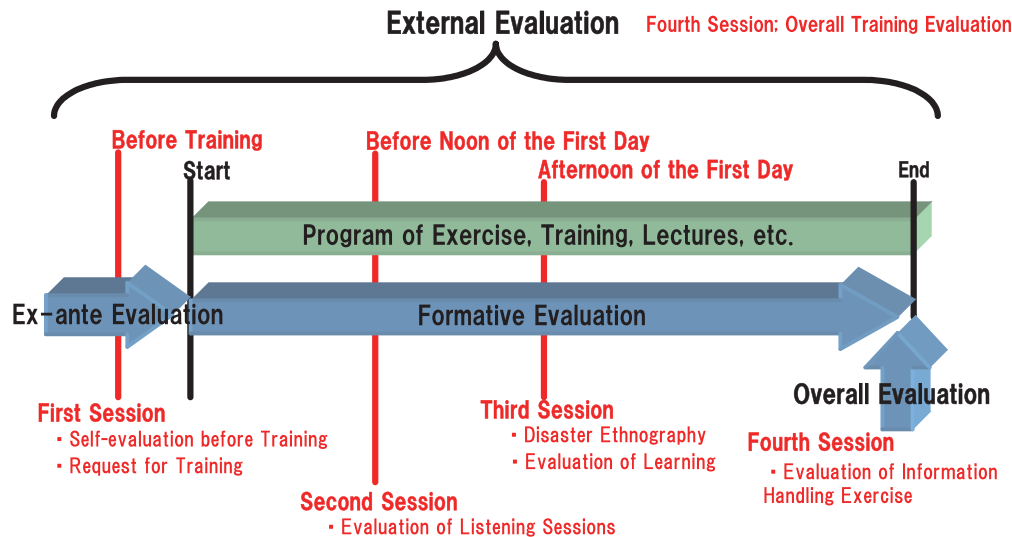 External Evaluation
Fourth Session; Overall Training Evaluation
Before Training
Before Noon of the First Day
Start
Afternoon of the First Day
End
Program of Exercise, Training, Lectures, etc.
Ex-ante Evaluation
Formative Evaluation
Overall Evaluation
First Session
・Self-evaluation before Training
・Request for Training
Third Session
・Disaster Ethnography
・Evaluation of Learning
Fourth Session
・Evaluation of Information
Handling Exercise
Second Session
・Evaluation of Listening Sessions